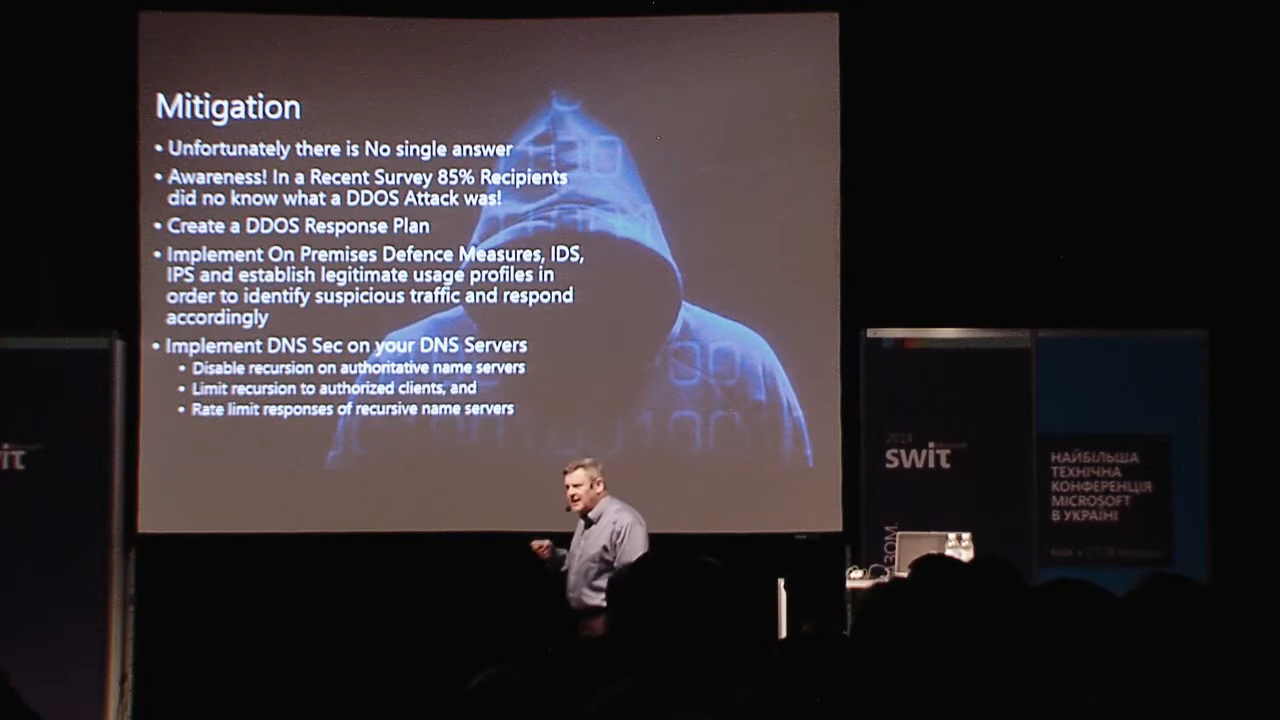 Mitigation
• Unfortunately there is No single answer
• Awareness! In a Recent Survey 85% Recipients
did no know what a DDOS Attack was!
• Create a DDOS Response Plan
• Implement On Premises Defence Measures, IDS,
IPS and establish legitimate usage profiles in
order to identify suspicious traffic and respond
accordingly
• Implement DNS Sec on your DNS Servers
• Disable recursion on authoritative name servers
• Limit recursion to authorized clients, and
• Rate limit responses of recursive name servers
2014
swit
НАЙБІЛЬША
ТЕХНІЧНА
КОНФЕРЕНЦІЯ
MICROSOFT
В УКРАЇНІ